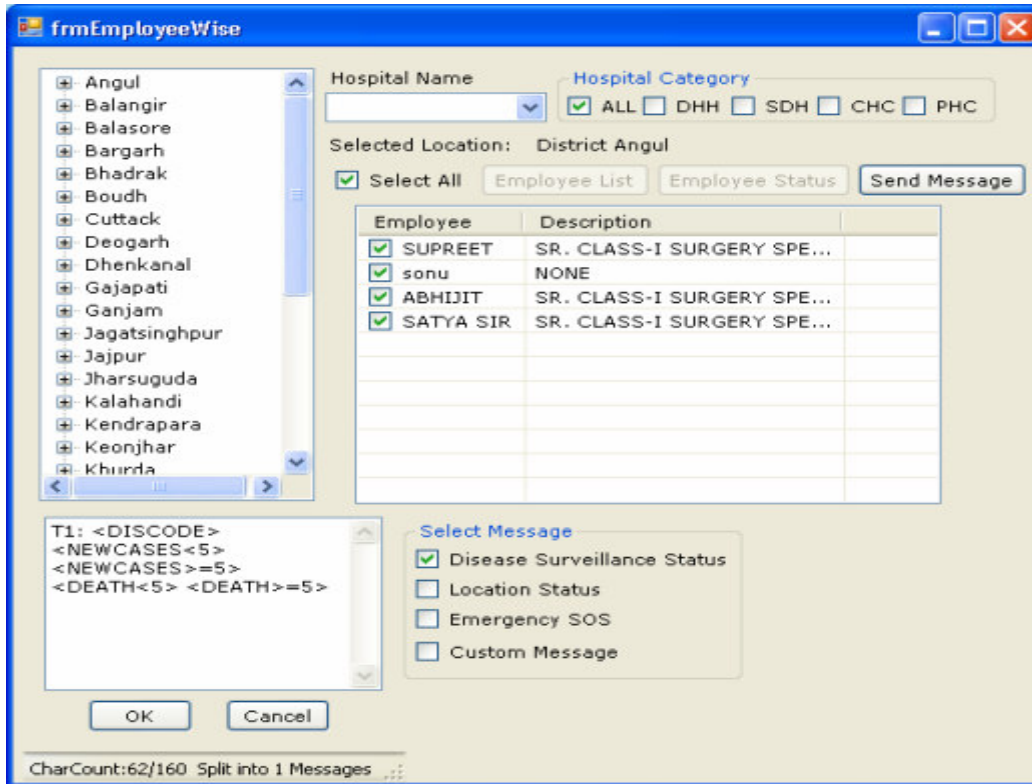 frmEmployeeWise
Angul
Balangir
Balasore
Bargarh
Bhadrak
Boudh
Cuttack
Deogarh
Dhenkanal
Gajapati
Ganjam
Jagatsinghpur
Jajpur
Jharsuguda
Kalahandi
Kendrapara
Keonjhar
Khurda
Hospital Name
Hospital Category
ALL DHH SDH CHC PHC
Selected Location: District Angul
Select All Employee List Employee Status Send Message
Employee Description
SUPREET SR. CLASS-I SURGERY SPE...
sonu NONE
ABHIJIT SR. CLASS-I SURGERY SPE...
SATYA SIR SR. CLASS-I SURGERY SPE...
T1: <DISCODE>
<NEWCASES<5>
<NEWCASES>=5>
<DEATH<5> <DEATH>=5>
Select Message
Disease Surveillance Status
Location Status
Emergency SOS
Custom Message
OK Cancel
CharCount:62/160 Split into 1 Messages